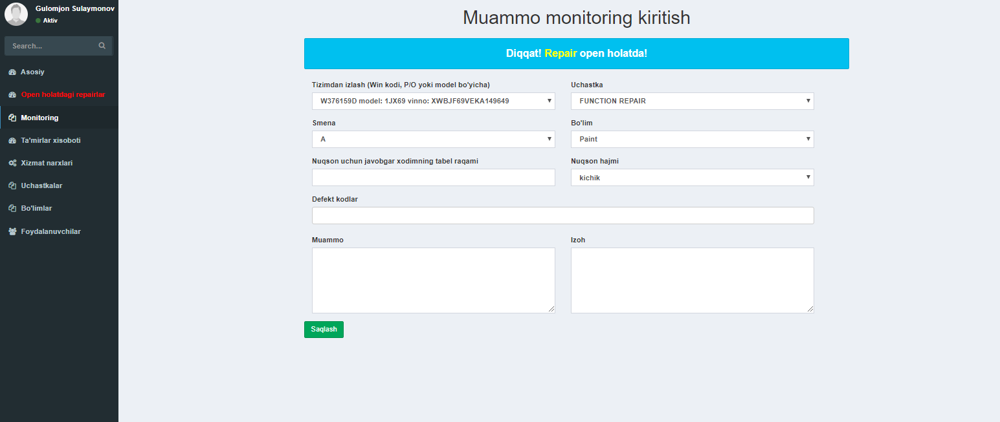 Gulomjon Sulaymonov
Aktiv
Search...
Asosiy
Open holatdagi repairlar
Monitoring
Ta'mirlar xisoboti
Xizmat narxlari
Uchastkalar
Bo'limlar
Foydalanuvchilar
Muammo monitoring kiritish
Diqqat! Repair open holatda!
Tizimdan izlash (Win kodi, P/O yoki model bo'yicha)
W376159D model: 1JX69 vinno: XWBJF69VEKA149649
Uchastka
FUNCTION REPAIR
Smena
A
Bo'lim
Paint
Nuqson uchun javobgar xodimning tabel raqami
Nuqson hajmi
kichik
Defekt kodlar
Muammo
Izoh
Saqlash